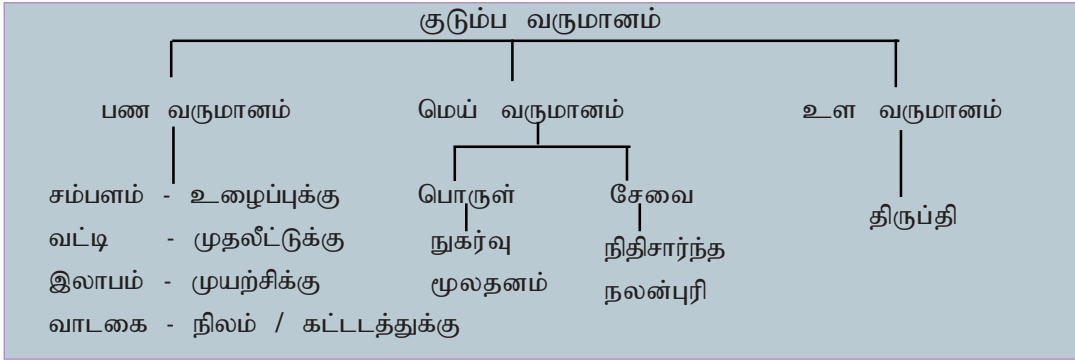 குடும்ப வருமானம்
பண வருமானம்
மெய் வருமானம்
உள வருமானம்
சம்பளம் - உழைப்புக்கு
வட்டி - முதலீட்டுக்கு
இலாபம் - முயற்சிக்கு
வாடகை - நிலம் / கட்டடத்துக்கு
பொருள்
நுகர்வு
மூலதனம்
சேவை
நிதிசார்ந்த
நலன்புரி
திருப்தி